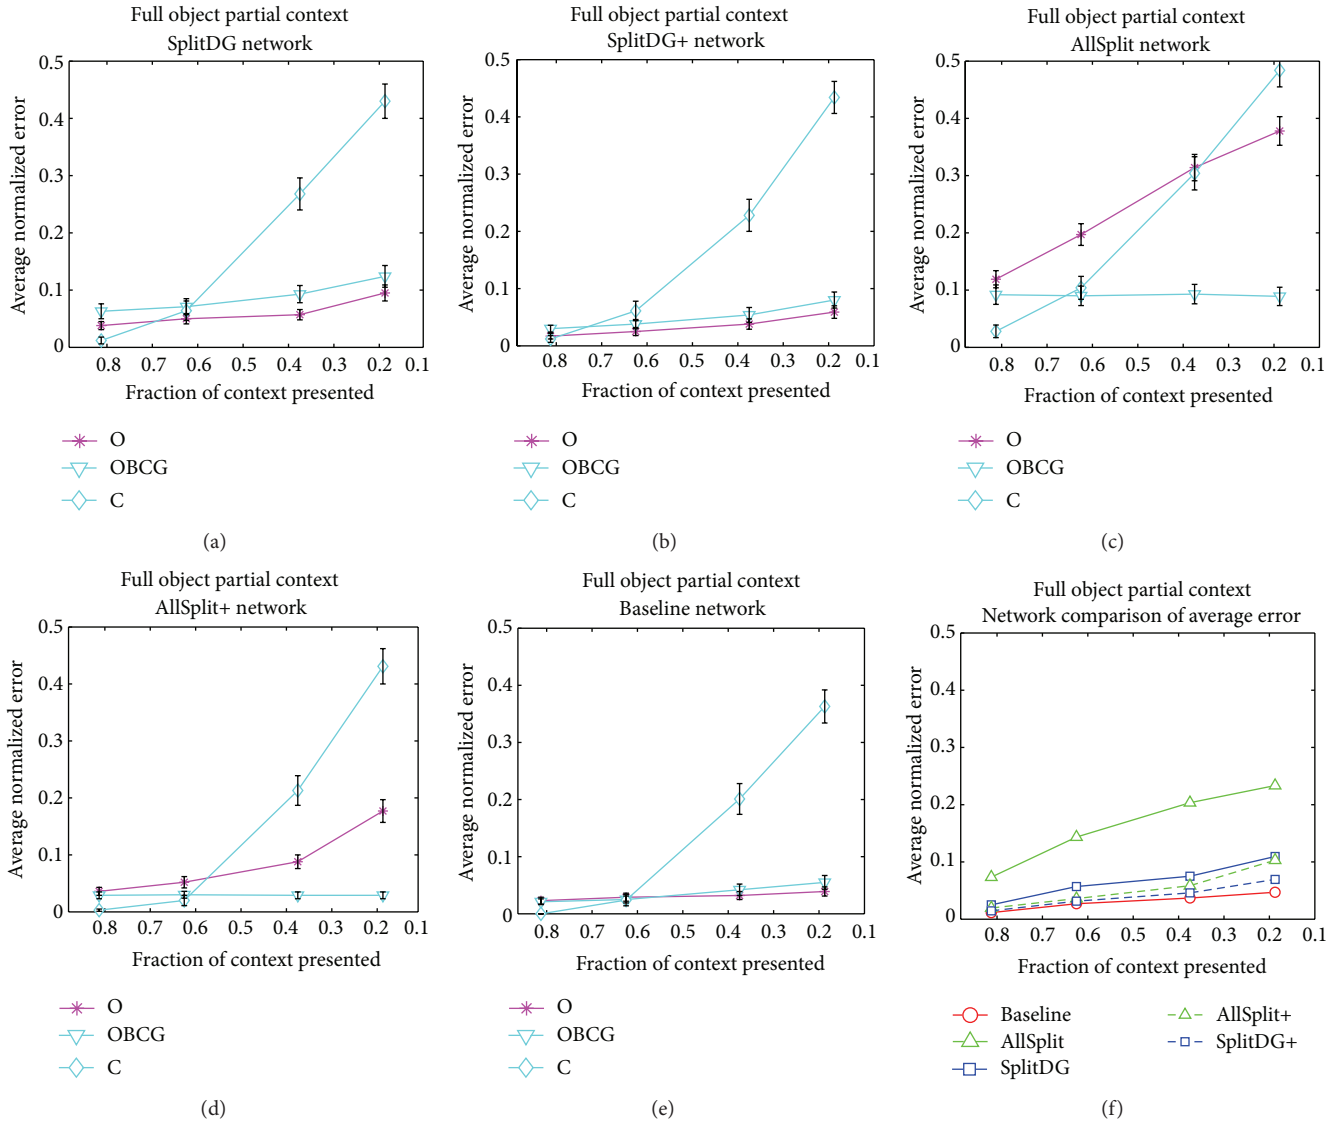 Full object partial context
SplitDG network
Average normalized error
0.5
0.4
0.3
0.2
0.1
0
0.8 0.7 0.6 0.5 0.4 0.3 0.2 0.1
Fraction of context presented
O
OBCG
C
(a)
Full object partial context
SplitDG+ network
Average normalized error
0.5
0.4
0.3
0.2
0.1
0
0.8 0.7 0.6 0.5 0.4 0.3 0.2 0.1
Fraction of context presented
O
OBCG
C
(b)
Full object partial context
AllSplit network
Average normalized error
0.5
0.4
0.3
0.2
0.1
0
0.8 0.7 0.6 0.5 0.4 0.3 0.2 0.1
Fraction of context presented
O
OBCG
C
(c)
Full object partial context
AllSplit+ network
Average normalized error
0.5
0.4
0.3
0.2
0.1
0
0.8 0.7 0.6 0.5 0.4 0.3 0.2 0.1
Fraction of context presented
O
OBCG
C
(d)
Full object partial context
Baseline network
Average normalized error
0.5
0.4
0.3
0.2
0.1
0
0.8 0.7 0.6 0.5 0.4 0.3 0.2 0.1
Fraction of context presented
O
OBCG
C
(e)
Full object partial context
Network comparison of average error
Average normalized error
0.5
0.4
0.3
0.2
0.1
0
0.8 0.7 0.6 0.5 0.4 0.3 0.2 0.1
Fraction of context presented
Baseline
AllSplit
SplitDG
AllSplit+
SplitDG+
(f)